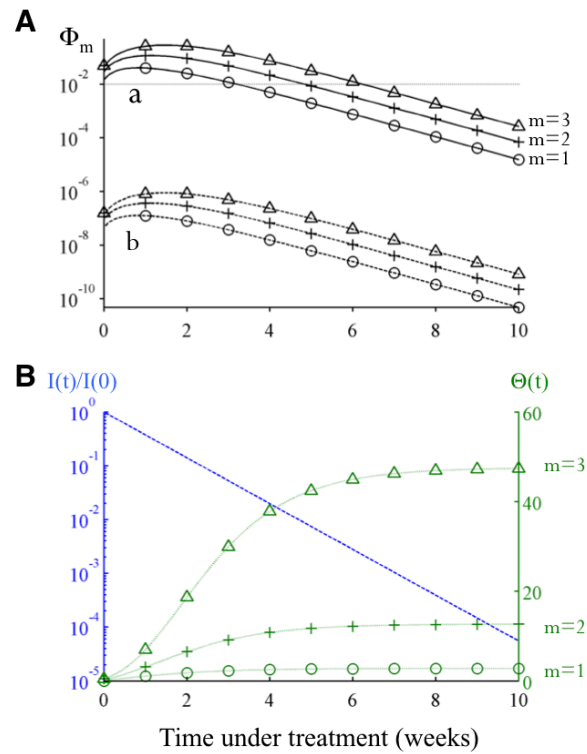 A
Φm
10-2
a
m=3
10-4
m=2
m=1
10-6
b
10-8
10-10
0 2 4 6 8 10
B
I(t)/I(0) Θ(t)
100 60
10-1
m=3
40
10-2
10-3
20
10-4
m=2
m=1
10-5 0
0 2 4 6 8 10
Time under treatment (weeks)